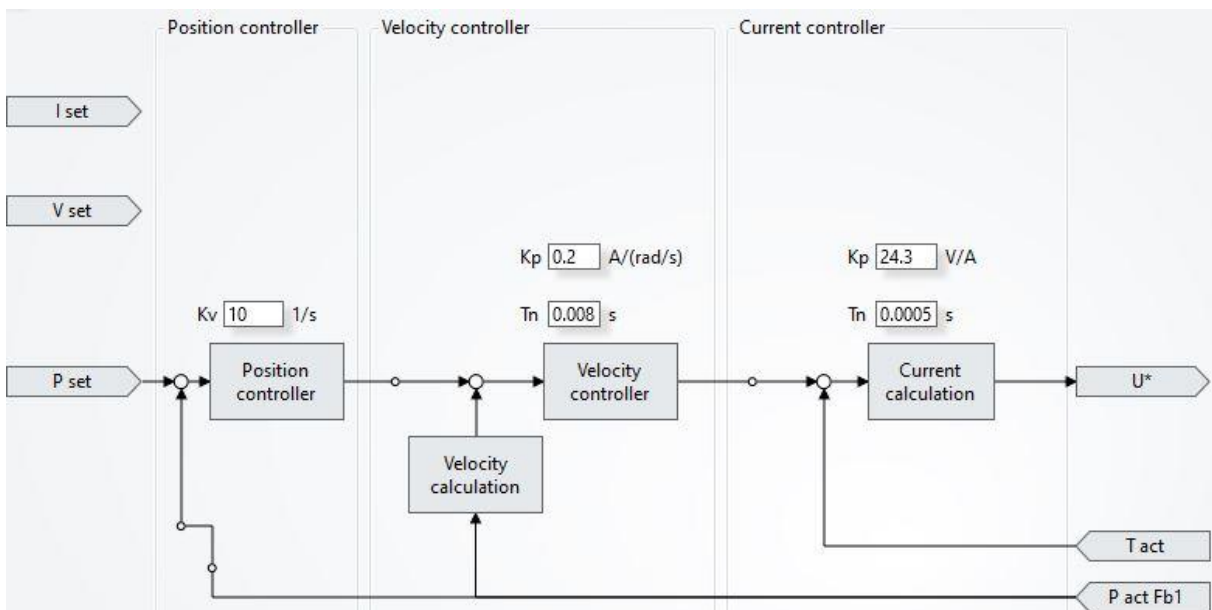 Position controller
Velocity controller
Current controller
I set
V set
Kp 0.2 A/(rad/s)
Kp 24.3 V/A
Kv 10 1/s
Tn 0.008 s
Tn 0.0005 s
P set
Position
controller
Velocity
controller
Current
calculation
U*
Velocity
calculation
T act
P act Fb1